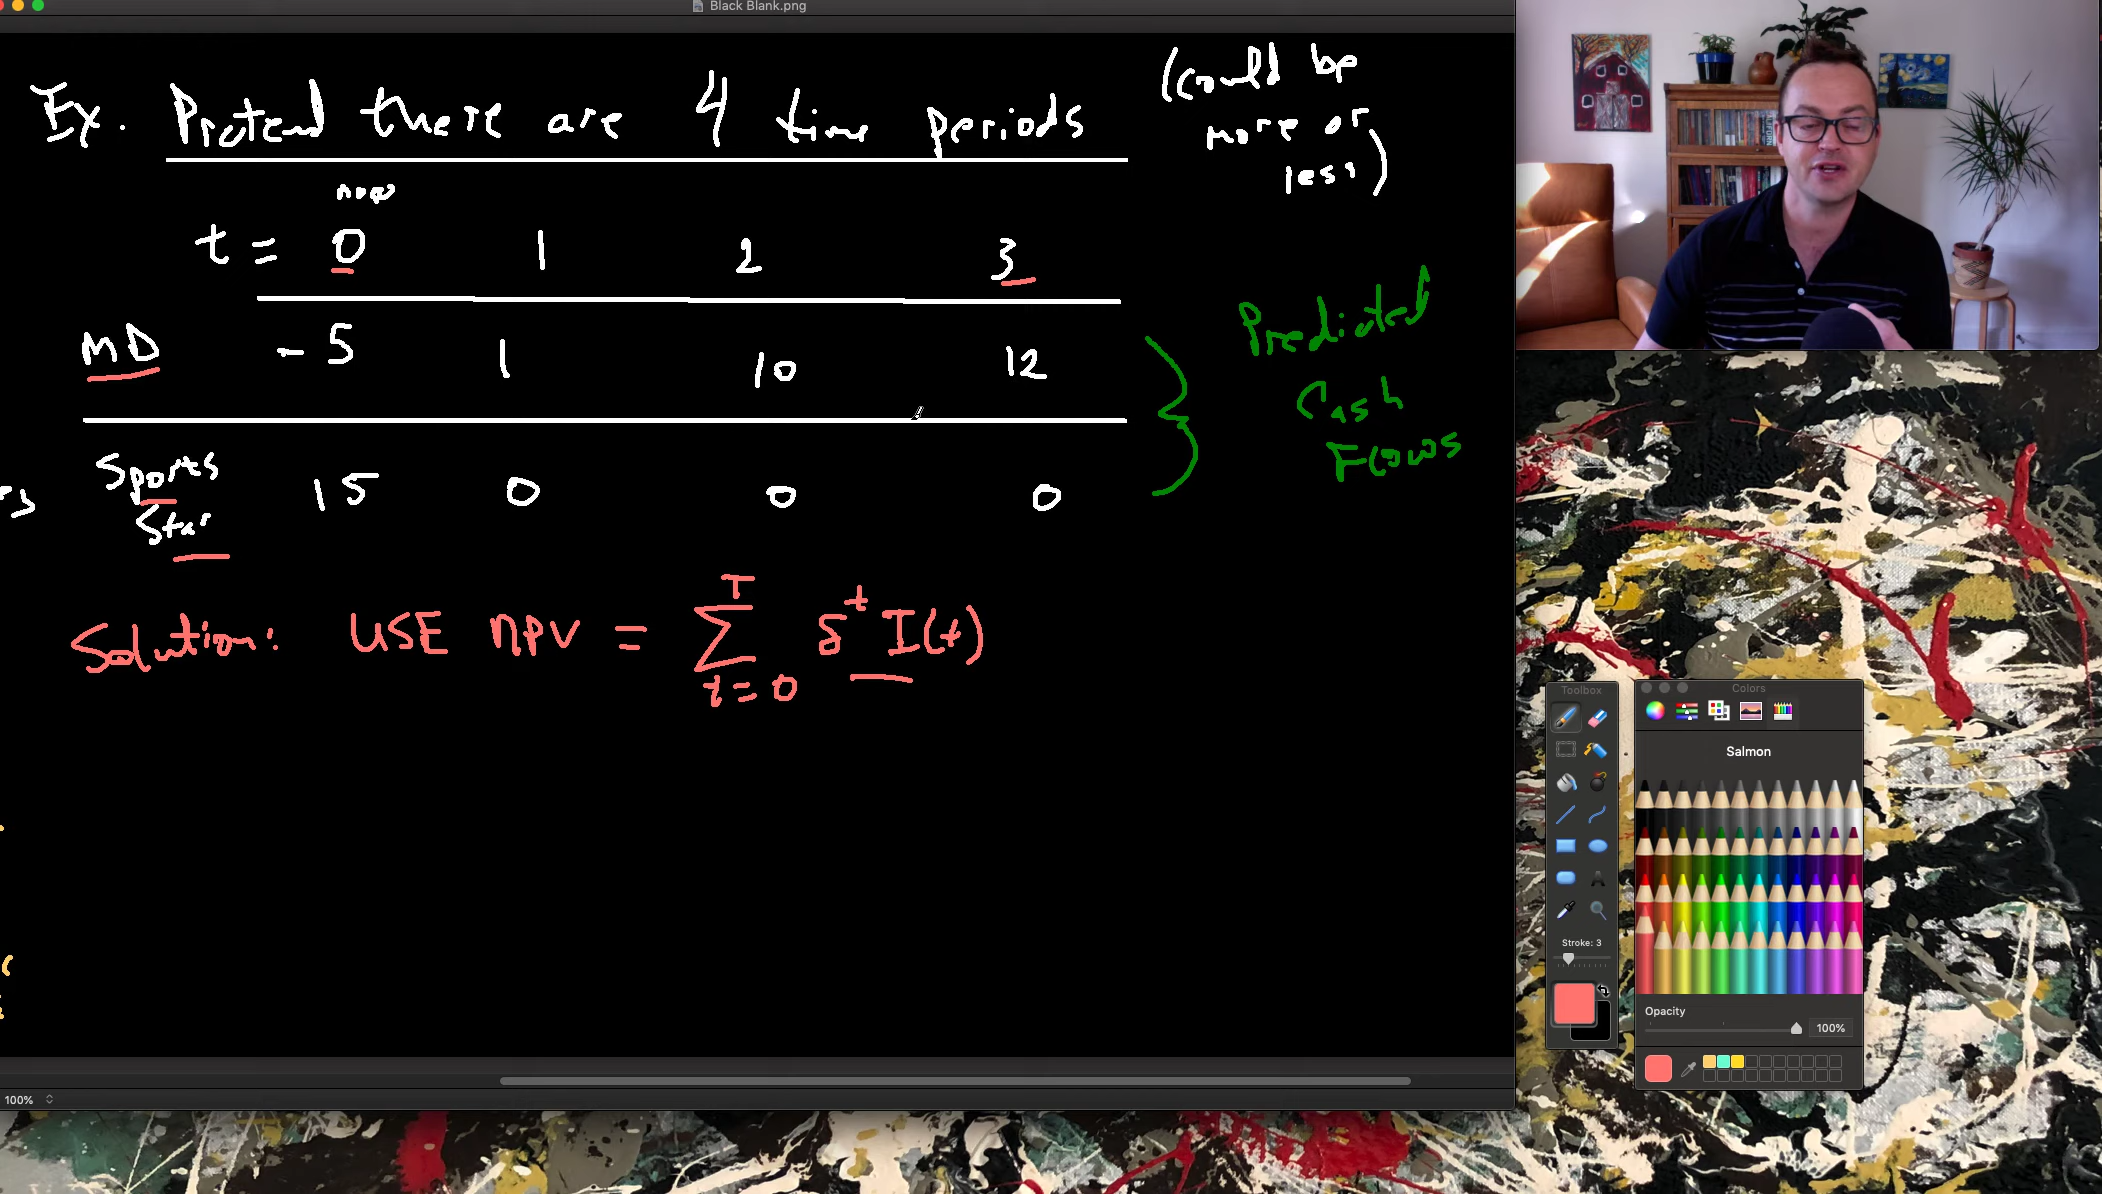 Black Blank.png
Ex. Pretend there are 4 time periods
(could be
more or
less)
now
t = 0 1 2 3
MD -5 1 10 12
Sports
Star 15 0 0 0
Predicted
Cash
Flows
Solution: USE NPV = T∑t=0 δ^t I(t)
Toolbox
Stroke: 3
Colors
Salmon
Opacity
100%
100%